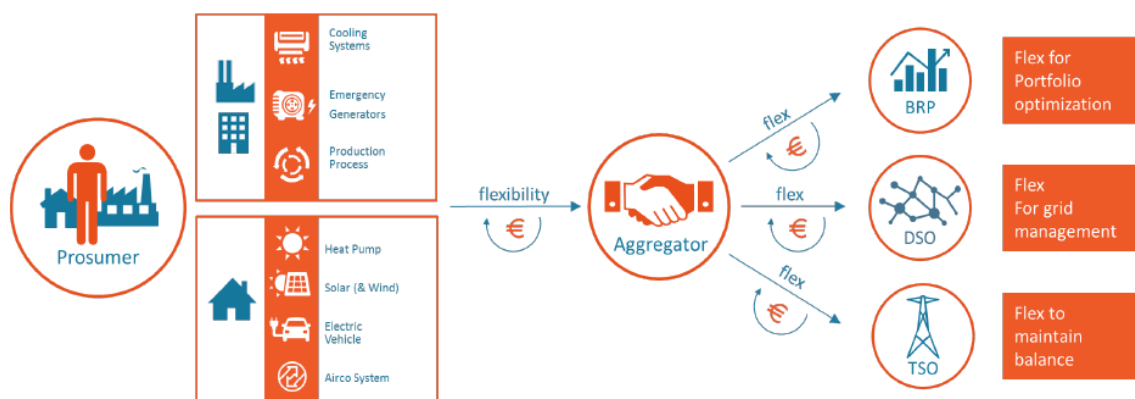 Prosumer
Cooling
Systems
Emergency
Generators
Production
Process
Heat Pump
Solar (& Wind)
Electric
Vehicle
Airco System
flexibility
€
Aggregator
flex
€
flex
€
flex
€
BRP
DSO
TSO
Flex for
Portfolio
optimization
Flex
For grid
management
Flex to
maintain
balance